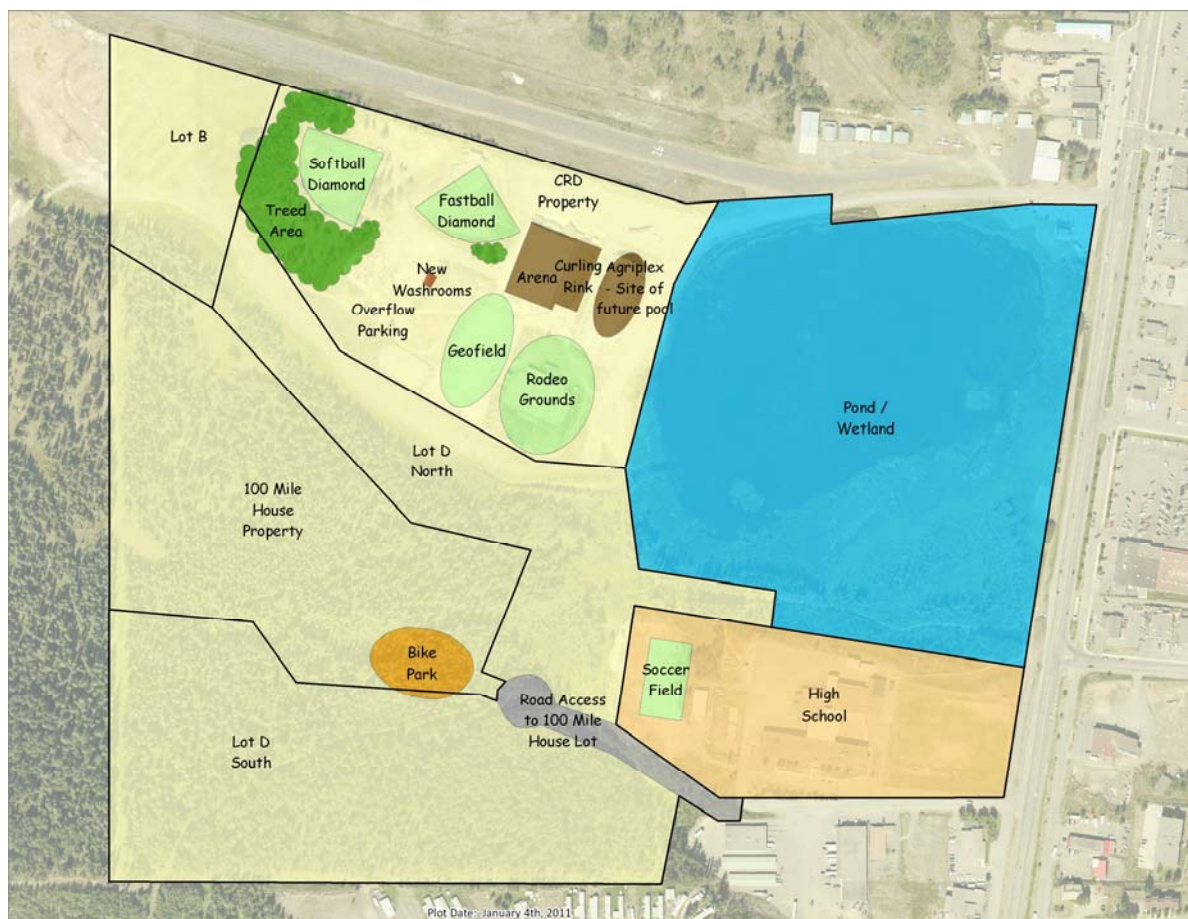 Lot B
Softball
Diamond
CRD
Property
Fastball
Diamond
Treed
Area
New
Washrooms
Arena
Curling
Rink
Agriplex
- Site of
future pool
Overflow
Parking
Geofield
Rodeo
Grounds
Pond /
Wetland
Lot D
North
100 Mile
House
Property
Bike
Park
Soccer
Field
High
School
Road Access
to 100 Mile
House Lot
Lot D
South
Plot Date: January 4th, 2011